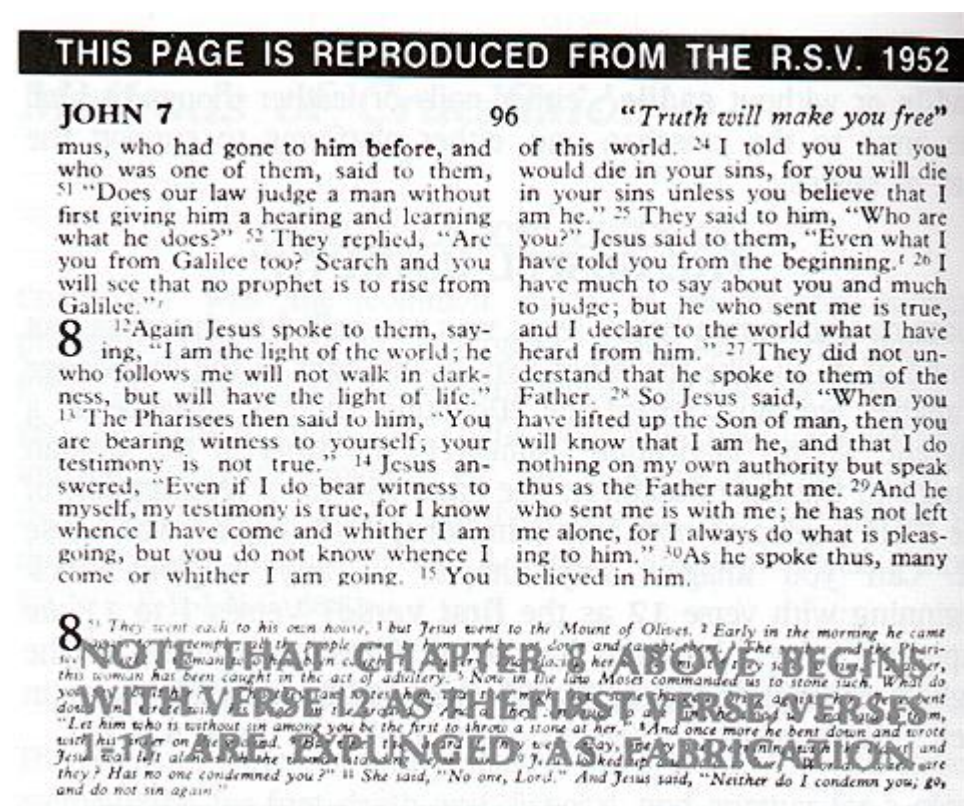 THIS PAGE IS REPRODUCED FROM THE R.S.V. 1952
JOHN 7 96 "Truth will make you free"
mus, who had gone to him before, and
who was one of them, said to them,
51 "Does our law judge a man without
first giving him a hearing and learning
what he does?" 52 They replied, "Are
you from Galilee too? Search and you
will see that no prophet is to rise from
Galilee."
8 12Again Jesus spoke to them, say-
ing, "I am the light of the world; he
who follows me will not walk in dark-
ness, but will have the light of life."
13 The Pharisees then said to him, "You
are bearing witness to yourself; your
testimony is not true." 14 Jesus an-
swered, "Even if I do bear witness to
myself, my testimony is true, for I know
whence I have come and whither I am
going, but you do not know whence I
come or whither I am going. 15 You
of this world. 24 I told you that you
would die in your sins, for you will die
in your sins unless you believe that I
am he." 25 They said to him, "Who are
you?" Jesus said to them, "Even what I
have told you from the beginning.t 26 I
have much to say about you and much
to judge; but he who sent me is true,
and I declare to the world what I have
heard from him." 27 They did not un-
derstand that he spoke to them of the
Father. 28 So Jesus said, "When you
have lifted up the Son of man, then you
will know that I am he, and that I do
nothing on my own authority but speak
thus as the Father taught me. 29And he
who sent me is with me; he has not left
me alone, for I always do what is pleas-
ing to him." 30As he spoke thus, many
believed in him.
8 They went each to his own house, 1 but Jesus went to the Mount of Olives. 2 Early in the morning he came
NOTE THAT CHAPTER 8 ABOVE BEGINS
this woman has been caught in the act of adultery. 5 Now in the law Moses commanded us to stone such. What do
WITH VERSE 12 AS THE FIRST VERSE. VERSES
"Let him who is without sin among you be the first to throw a stone at her." 8And once more he bent down and wrote
1-11 ARE EXPUNGED AS FABRICATION.
they? Has no one condemned you?" 11 She said, "No one, Lord." And Jesus said, "Neither do I condemn you; go,
and do not sin again."